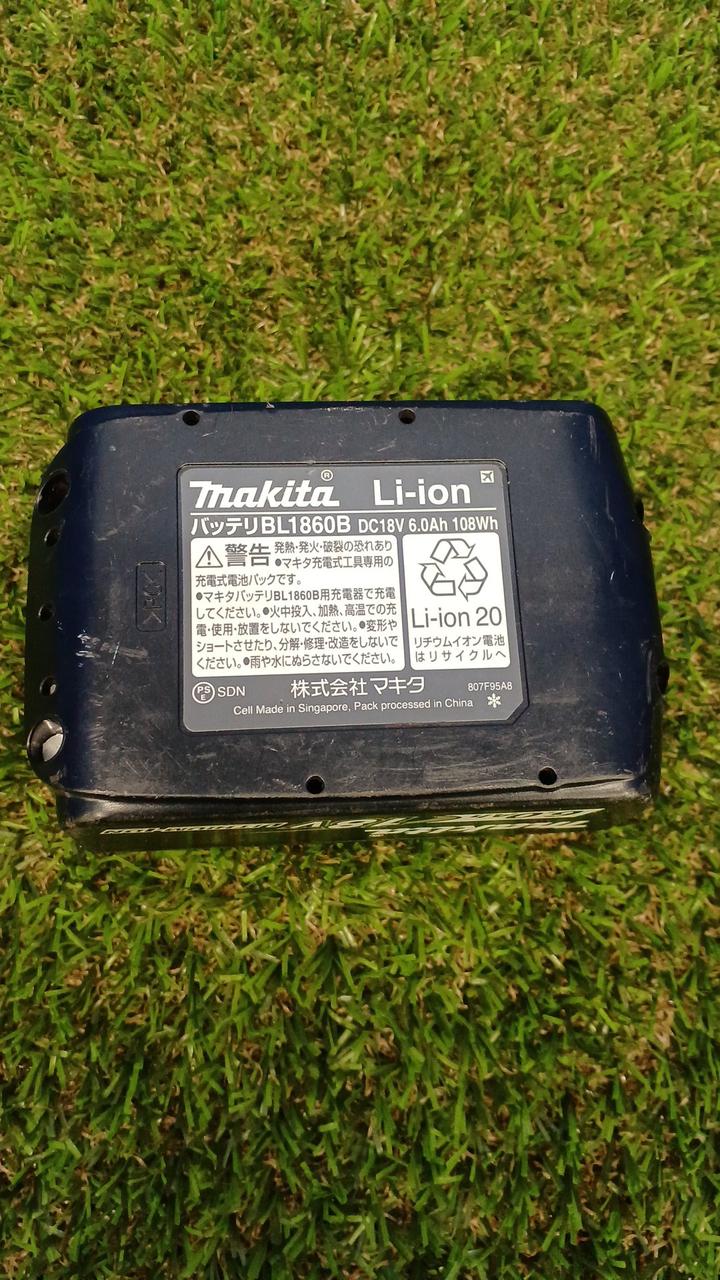 makita® Li-ion
バッテリBL1860B DC18V 6.0Ah 108Wh
警告 発熱・発火・破裂の恐れあり
●マキタ充電式工具専用の
充電式電池パックです。
●マキタバッテリBL1860B用充電器で充電
してください。●火中投入、加熱、高温での充
電・使用・放置をしないでください。●変形や
ショートさせたり、分解・修理・改造をしないで
ください。●雨や水にぬらさないでください。
Li-ion 20
リチウムイオン電池
はリサイクルへ
PSE SDN 株式会社マキタ 807F95A8
Cell Made in Singapore, Pack processed in China
makita 18V